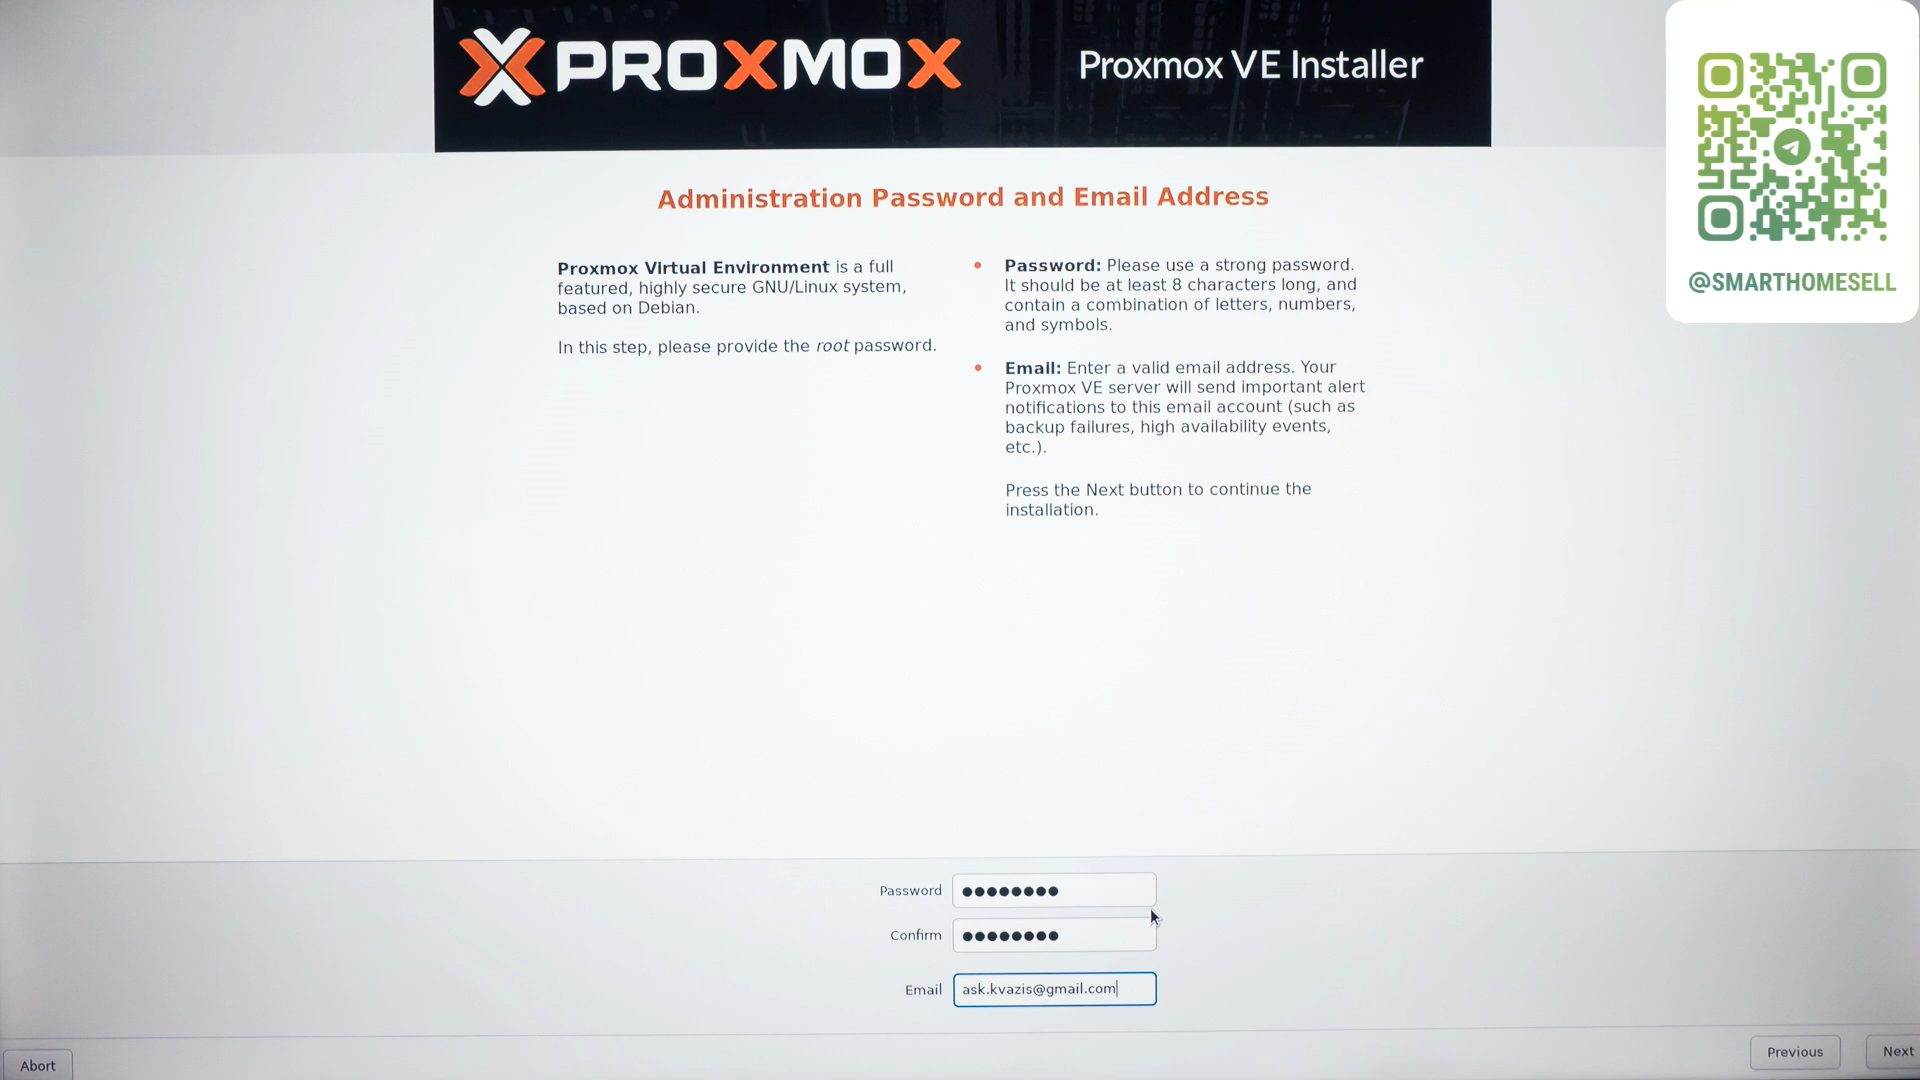 PROXMOX
Proxmox VE Installer
@SMARTHOMESELL
Administration Password and Email Address
Proxmox Virtual Environment is a full
featured, highly secure GNU/Linux system,
based on Debian.
In this step, please provide the root password.
Password: Please use a strong password.
It should be at least 8 characters long, and
contain a combination of letters, numbers,
and symbols.
Email: Enter a valid email address. Your
Proxmox VE server will send important alert
notifications to this email account (such as
backup failures, high availability events,
etc.).
Press the Next button to continue the
installation.
Password ●●●●●●●●
Confirm ●●●●●●●●
Email ask.kvazis@gmail.com
Abort
Previous
Next